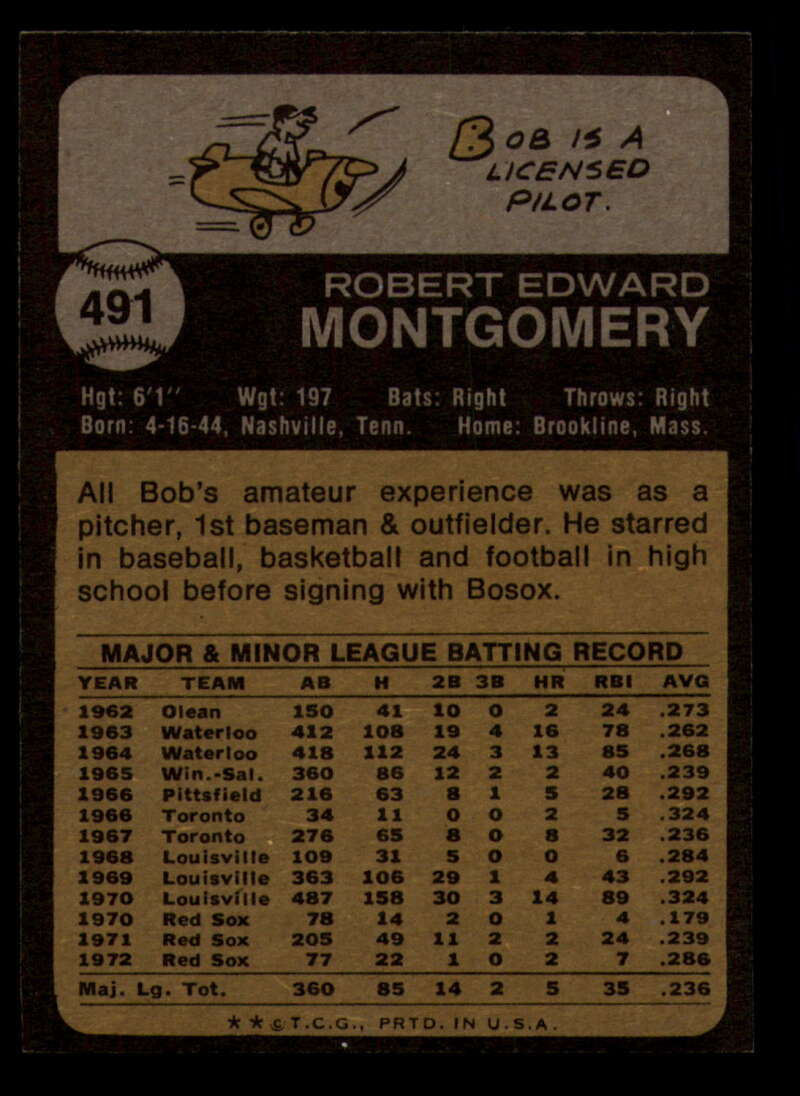 BOB IS A
LICENSED
PILOT.
491
ROBERT EDWARD
MONTGOMERY
Hgt: 6'1" Wgt: 197 Bats: Right Throws: Right
Born: 4-16-44, Nashville, Tenn. Home: Brookline, Mass.
All Bob's amateur experience was as a
pitcher, 1st baseman & outfielder. He starred
in baseball, basketball and football in high
school before signing with Bosox.
MAJOR & MINOR LEAGUE BATTING RECORD
YEAR TEAM AB H 2B 3B HR RBI AVG
1962 Olean 150 41 10 0 2 24 .273
1963 Waterloo 412 108 19 4 16 78 .262
1964 Waterloo 418 112 24 3 13 85 .268
1965 Win.-Sal. 360 86 12 2 2 40 .239
1966 Pittsfield 216 63 8 1 5 28 .292
1966 Toronto 34 11 0 0 2 5 .324
1967 Toronto 276 65 8 0 8 32 .236
1968 Louisville 109 31 5 0 0 6 .284
1969 Louisville 363 106 29 1 4 43 .292
1970 Louisville 487 158 30 3 14 89 .324
1970 Red Sox 78 14 2 0 1 4 .179
1971 Red Sox 205 49 11 2 2 24 .239
1972 Red Sox 77 22 1 0 2 7 .286
Maj. Lg. Tot. 360 85 14 2 5 35 .236
★★© T.C.G., PRTD. IN U.S.A.